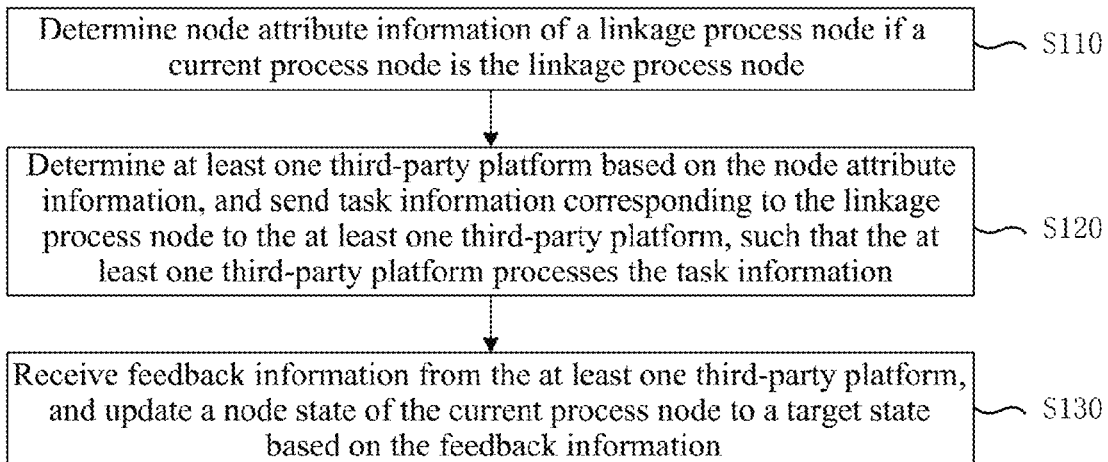 Determine node attribute information of a linkage process node if a
current process node is the linkage process node
S110
Determine at least one third-party platform based on the node attribute
information, and send task information corresponding to the linkage
process node to the at least one third-party platform, such that the at
least one third-party platform processes the task information
S120
Receive feedback information from the at least one third-party platform,
and update a node state of the current process node to a target state
based on the feedback information
S130